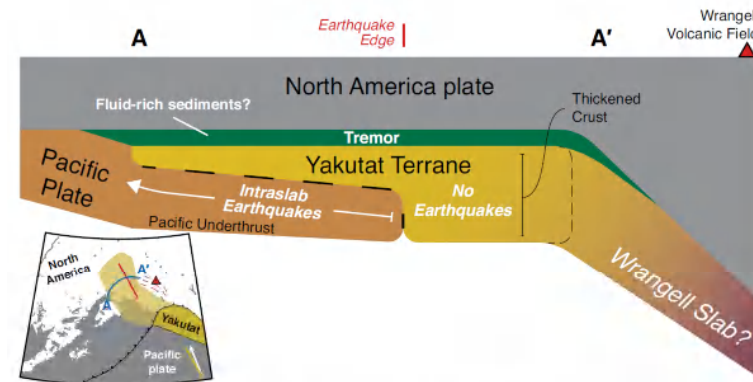 Earthquake
Edge
Wrangell
Volcanic Field
A
A′
North America plate
Fluid-rich sediments?
Thickened
Crust
Tremor
Yakutat Terrane
Pacific
Plate
Intraslab
Earthquakes
No
Earthquakes
Pacific Underthrust
Wrangell Slab?
North
America
A′
A
Yakutat
Pacific
plate